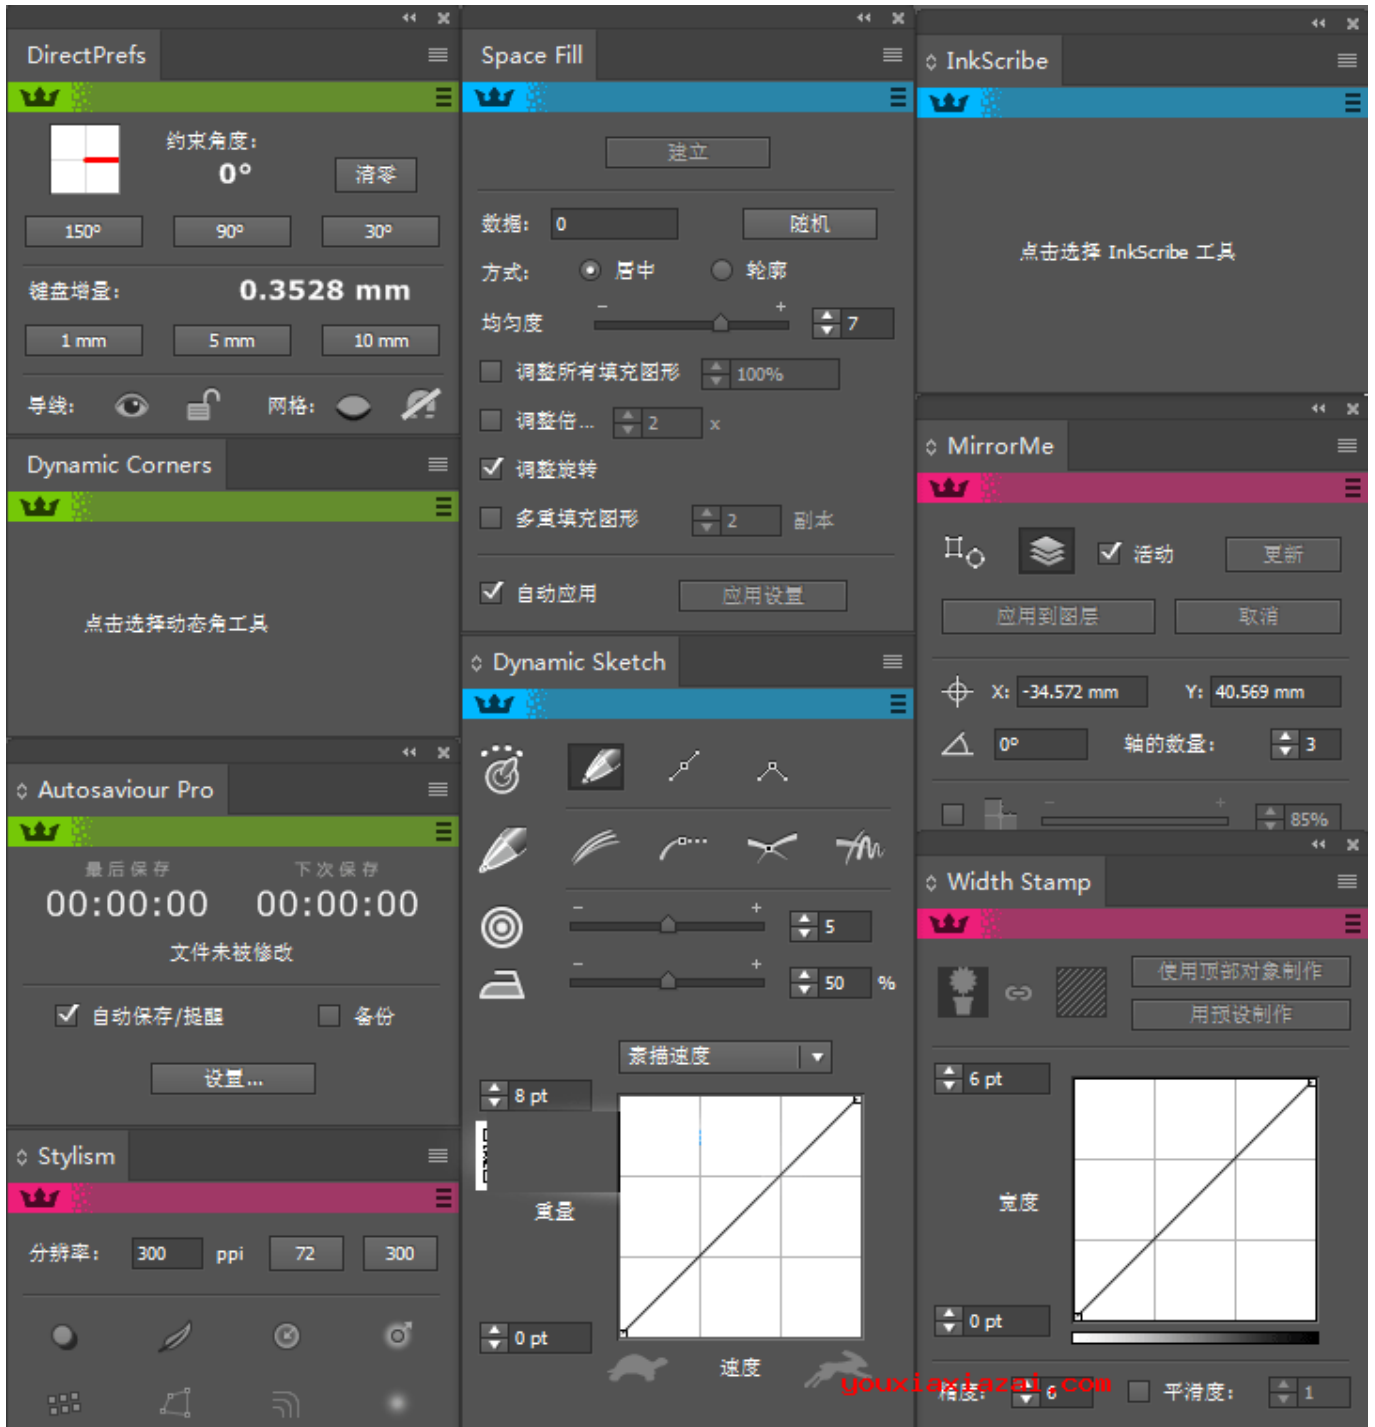 DirectPrefs
约束角度:
0°
清零
150°
90°
30°
键盘增量:
0.3528 mm
1 mm
5 mm
10 mm
导线:
网格:
Dynamic Corners
点击选择动态角工具
Autosaviour Pro
最后保存
下次保存
00:00:00
00:00:00
文件未被修改
自动保存/提醒
备份
设置...
Stylism
分辨率:
300
ppi
72
300
Space Fill
建立
数据:
0
随机
方式:
居中
轮廓
均匀度
− +
7
调整所有填充图形
100%
调整倍...
2
x
调整旋转
多重填充图形
2
副本
自动应用
应用设置
Dynamic Sketch
− +
5
− +
50
%
素描速度
8 pt
重量
0 pt
速度
InkScribe
点击选择 InkScribe 工具
MirrorMe
活动
更新
应用到图层
取消
X:
-34.572 mm
Y:
40.569 mm
0°
轴的数量:
3
− +
85%
Width Stamp
使用顶部对象制作
用预设制作
6 pt
宽度
0 pt
精度:
6
平滑度:
1
youxiaxiazai.com